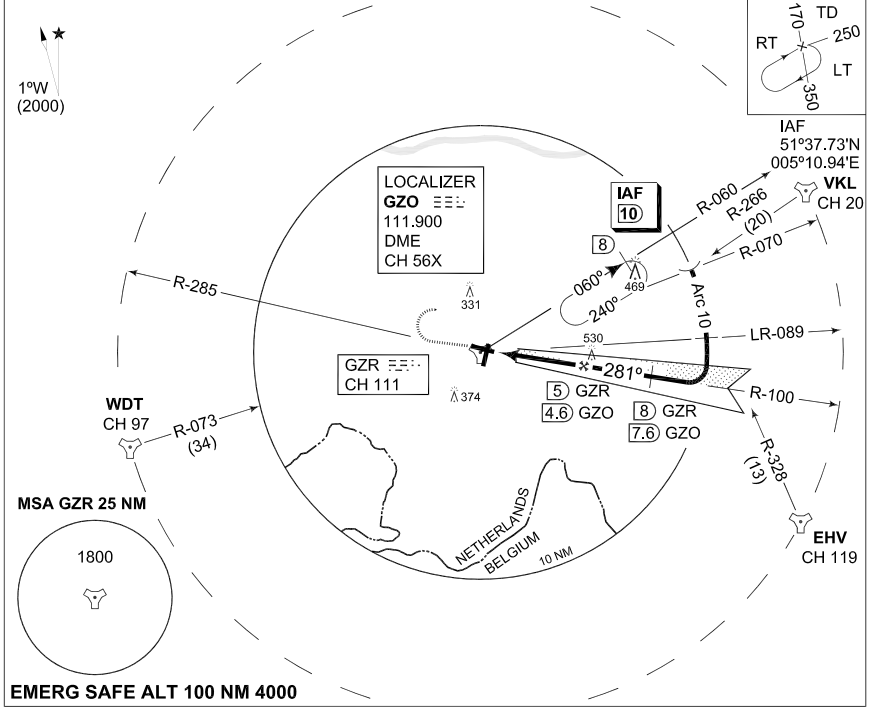 170
TD
250
RT
LT
350
1ºW
(2000)
IAF
51º37.73'N
005º10.94'E
VKL
CH 20
LOCALIZER
GZO
111.900
DME
CH 56X
IAF
10
R-060
R-266
(20)
R-070
8
060º
469
240º
Arc 10
R-285
331
LR-089
530
GZR
CH 111
281º
R-100
374
5 GZR
4.6 GZO
8 GZR
7.6 GZO
WDT
CH 97
R-073
(34)
R-328
(13)
MSA GZR 25 NM
1800
NETHERLANDS
BELGIUM
10 NM
EHV
CH 119
EMERG SAFE ALT 100 NM 4000